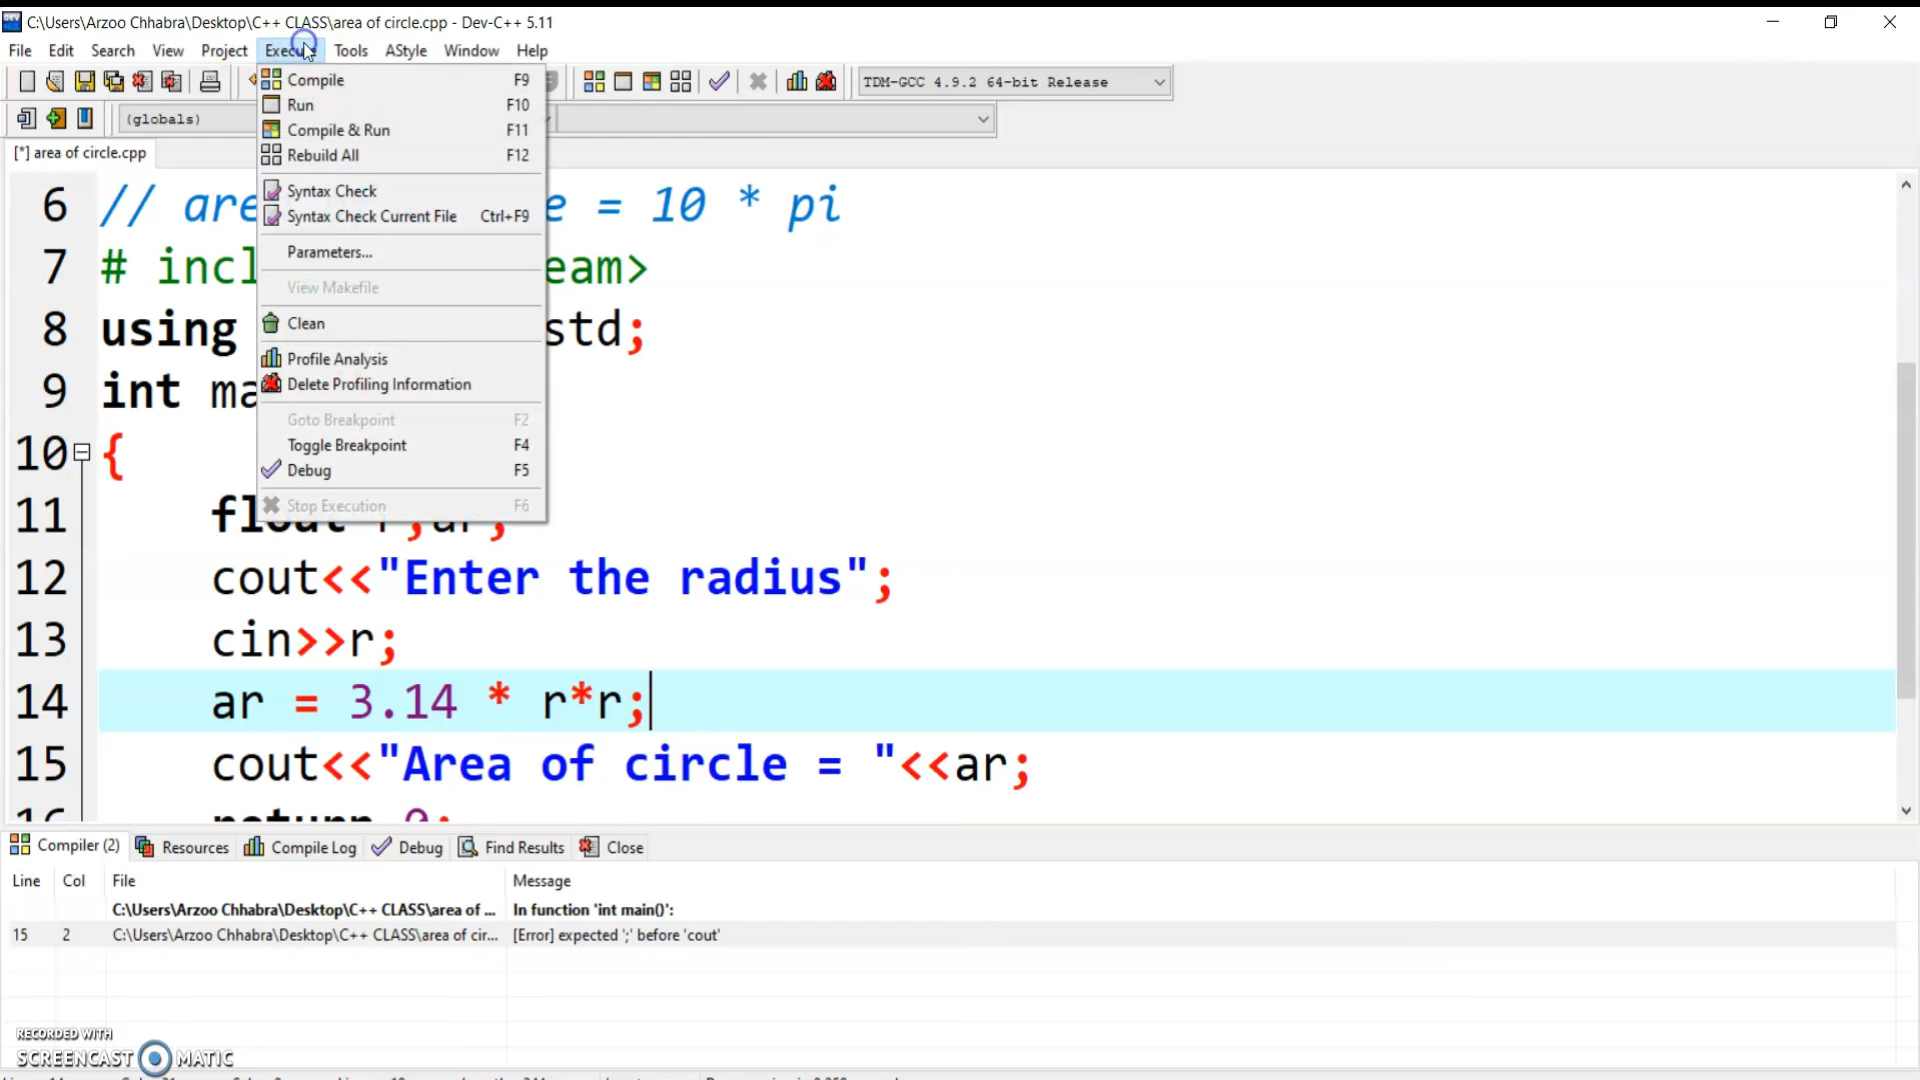 C:\Users\Arzoo Chhabra\Desktop\C++ CLASS\area of circle.cpp - Dev-C++ 5.11
File Edit Search View Project Execute Tools AStyle Window Help
TDM-GCC 4.9.2 64-bit Release
(globals)
[*] area of circle.cpp
Compile F9
Run F10
Compile & Run F11
Rebuild All F12
Syntax Check
Syntax Check Current File Ctrl+F9
Parameters...
View Makefile
Clean
Profile Analysis
Delete Profiling Information
Goto Breakpoint F2
Toggle Breakpoint F4
Debug F5
Stop Execution F6
6 // are e = 10 * pi
7 # incl eam>
8 using std;
9 int ma
10 {
11 float r,ar;
12 cout<<"Enter the radius";
13 cin>>r;
14 ar = 3.14 * r*r;
15 cout<<"Area of circle = "<<ar;
16 return 0;
Compiler (2) Resources Compile Log Debug Find Results Close
Line Col File Message
C:\Users\Arzoo Chhabra\Desktop\C++ CLASS\area of ... In function 'int main()':
15 2 C:\Users\Arzoo Chhabra\Desktop\C++ CLASS\area of cir... [Error] expected ';' before 'cout'
RECORDED WITH
SCREENCAST MATIC